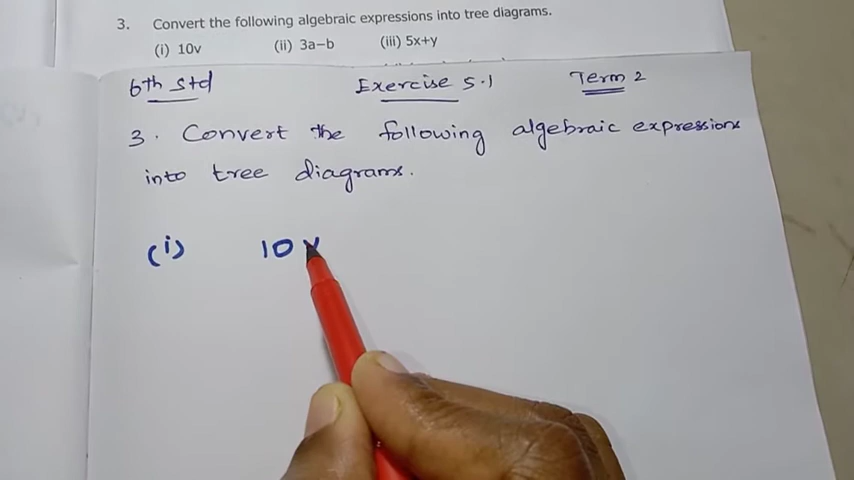 3. Convert the following algebraic expressions into tree diagrams.
(i) 10v (ii) 3a−b (iii) 5x+y
6th Std Exercise 5.1 Term 2
3. Convert the following algebraic expressions
into tree diagrams.
(i) 10v